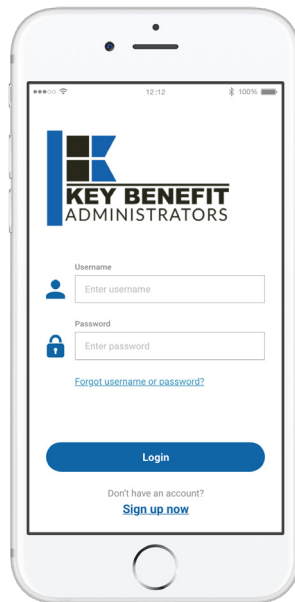 12:12
100%
KEY BENEFIT
ADMINISTRATORS
Username
Enter username
Password
Enter password
Forgot username or password?
Login
Don't have an account?
Sign up now